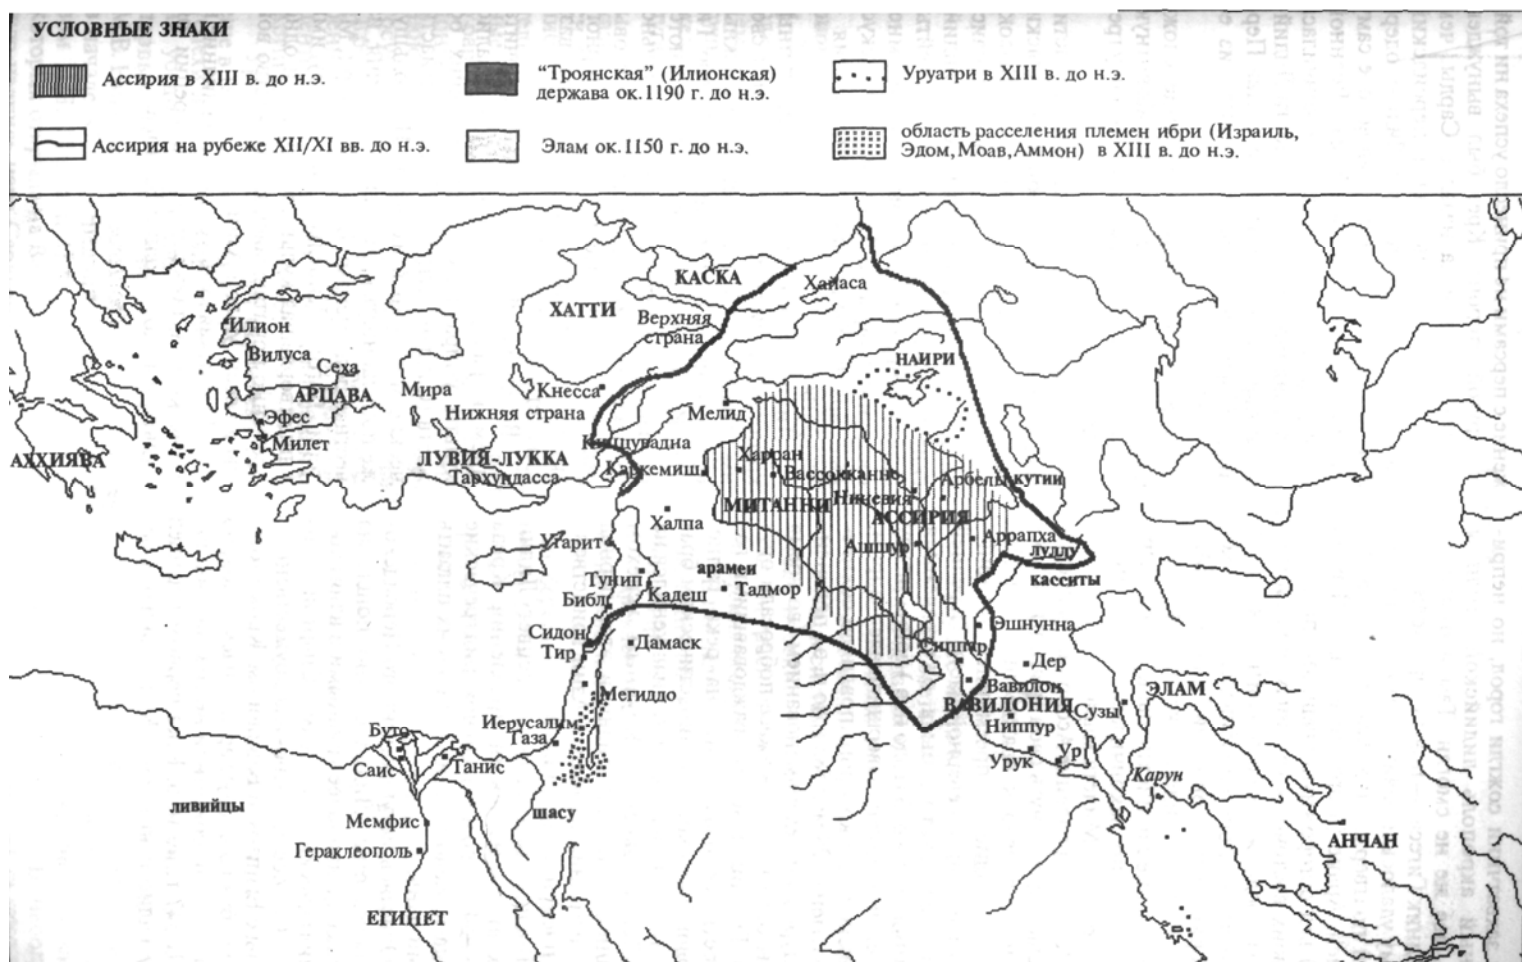 УСЛОВНЫЕ ЗНАКИ
Ассирия в XIII в. до н.э.
Ассирия на рубеже XII/XI вв. до н.э.
"Троянская" (Илионская)
держава ок.1190 г. до н.э.
Элам ок.1150 г. до н.э.
Уруатри в XIII в. до н.э.
область расселения племен ибри (Израиль,
Эдом,Моав,Аммон) в XIII в. до н.э.
КАСКА
Хайаса
ХАТТИ
Верхняя
страна
Илион
Вилуса
Сеха
НАИРИ
АРЦАВА
Мира
Кнесса
Нижняя страна
Мелид
Эфес
Милет
АХХИЯВА
ЛУВИЯ-ЛУККА
Тархундасса
Киццувадна
Каркемиш
Харран
Вассокканне
Ниневия
Арбелы
КУТИИ
МИТАННИ
АССИРИЯ
Халпа
Угарит
Ашшур
Аррапха
ЛУЛЛУ
КАССИТЫ
арамеи
Тунип
Кадеш
Тадмор
Библ
Сидон
Тир
Дамаск
Эшнунна
Сиппар
Дер
Мегиддо
Вавилон
ВАВИЛОНИЯ
ЭЛАМ
Сузы
Ниппур
Иерусалим
Газа
Буто
Саис
Танис
Урук
Ур
Карун
ЛИВИЙЦЫ
шасу
Мемфис
Гераклеополь
АНЧАН
ЕГИПЕТ